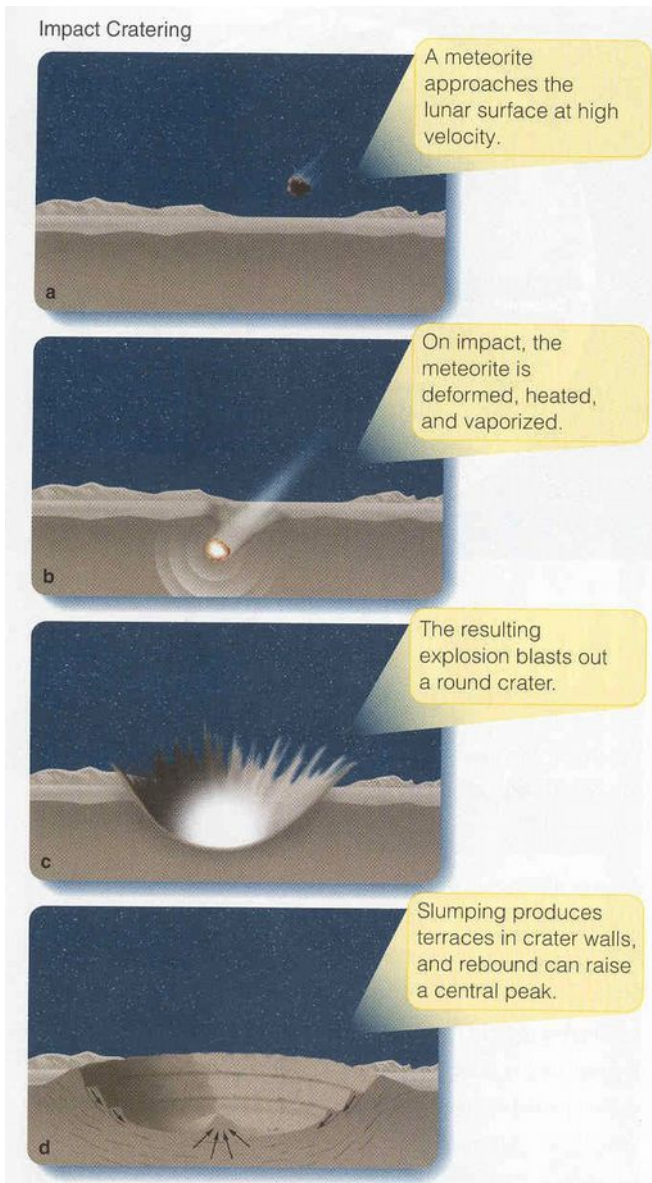 Impact Cratering
A meteorite
approaches the
lunar surface at high
velocity.
a
On impact, the
meteorite is
deformed, heated,
and vaporized.
b
The resulting
explosion blasts out
a round crater.
c
Slumping produces
terraces in crater walls,
and rebound can raise
a central peak.
d